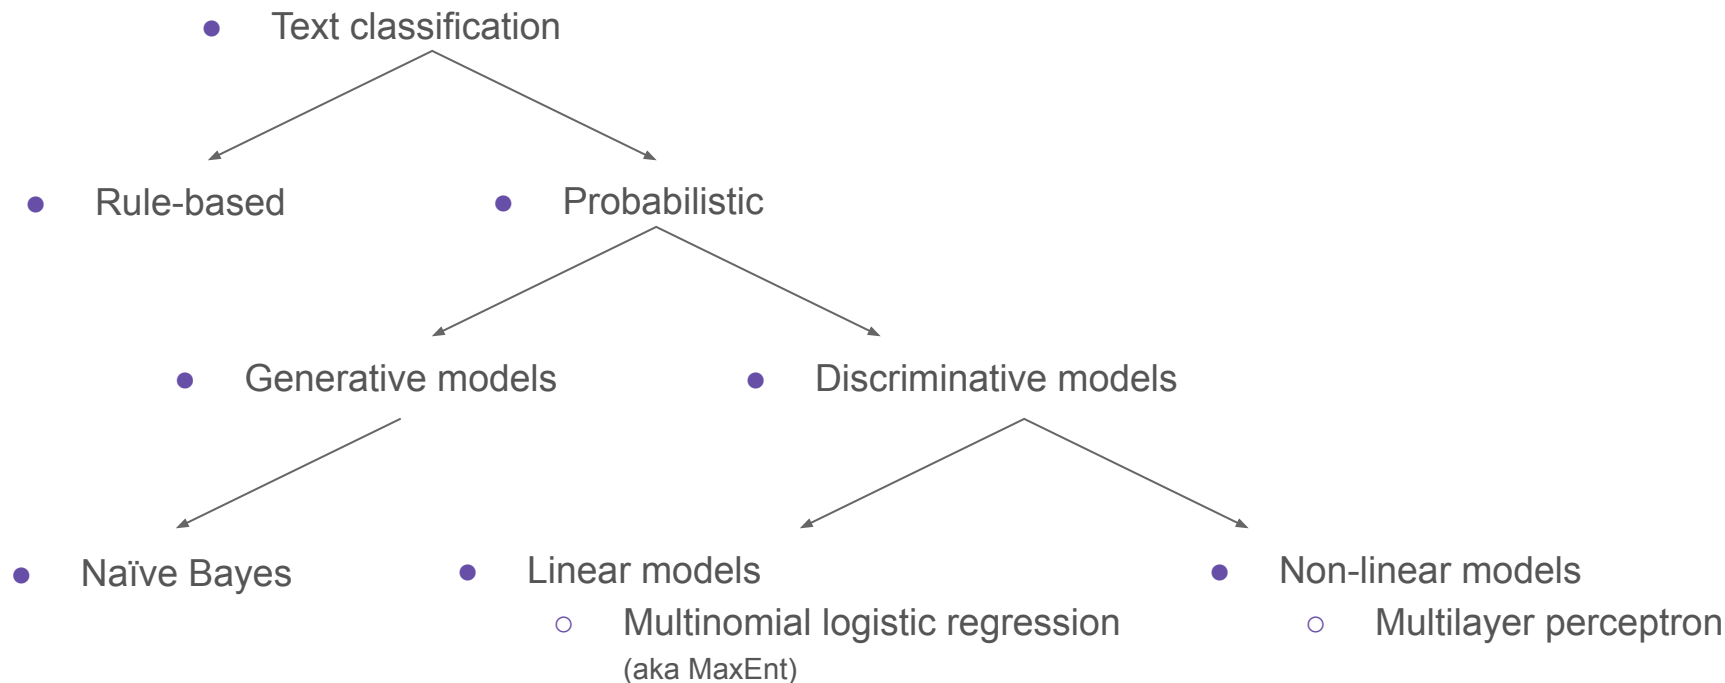 ● Text classification
● Rule-based
● Probabilistic
● Generative models
● Discriminative models
● Naïve Bayes
● Linear models
● Non-linear models
○ Multinomial logistic regression
○ Multilayer perceptron
(aka MaxEnt)